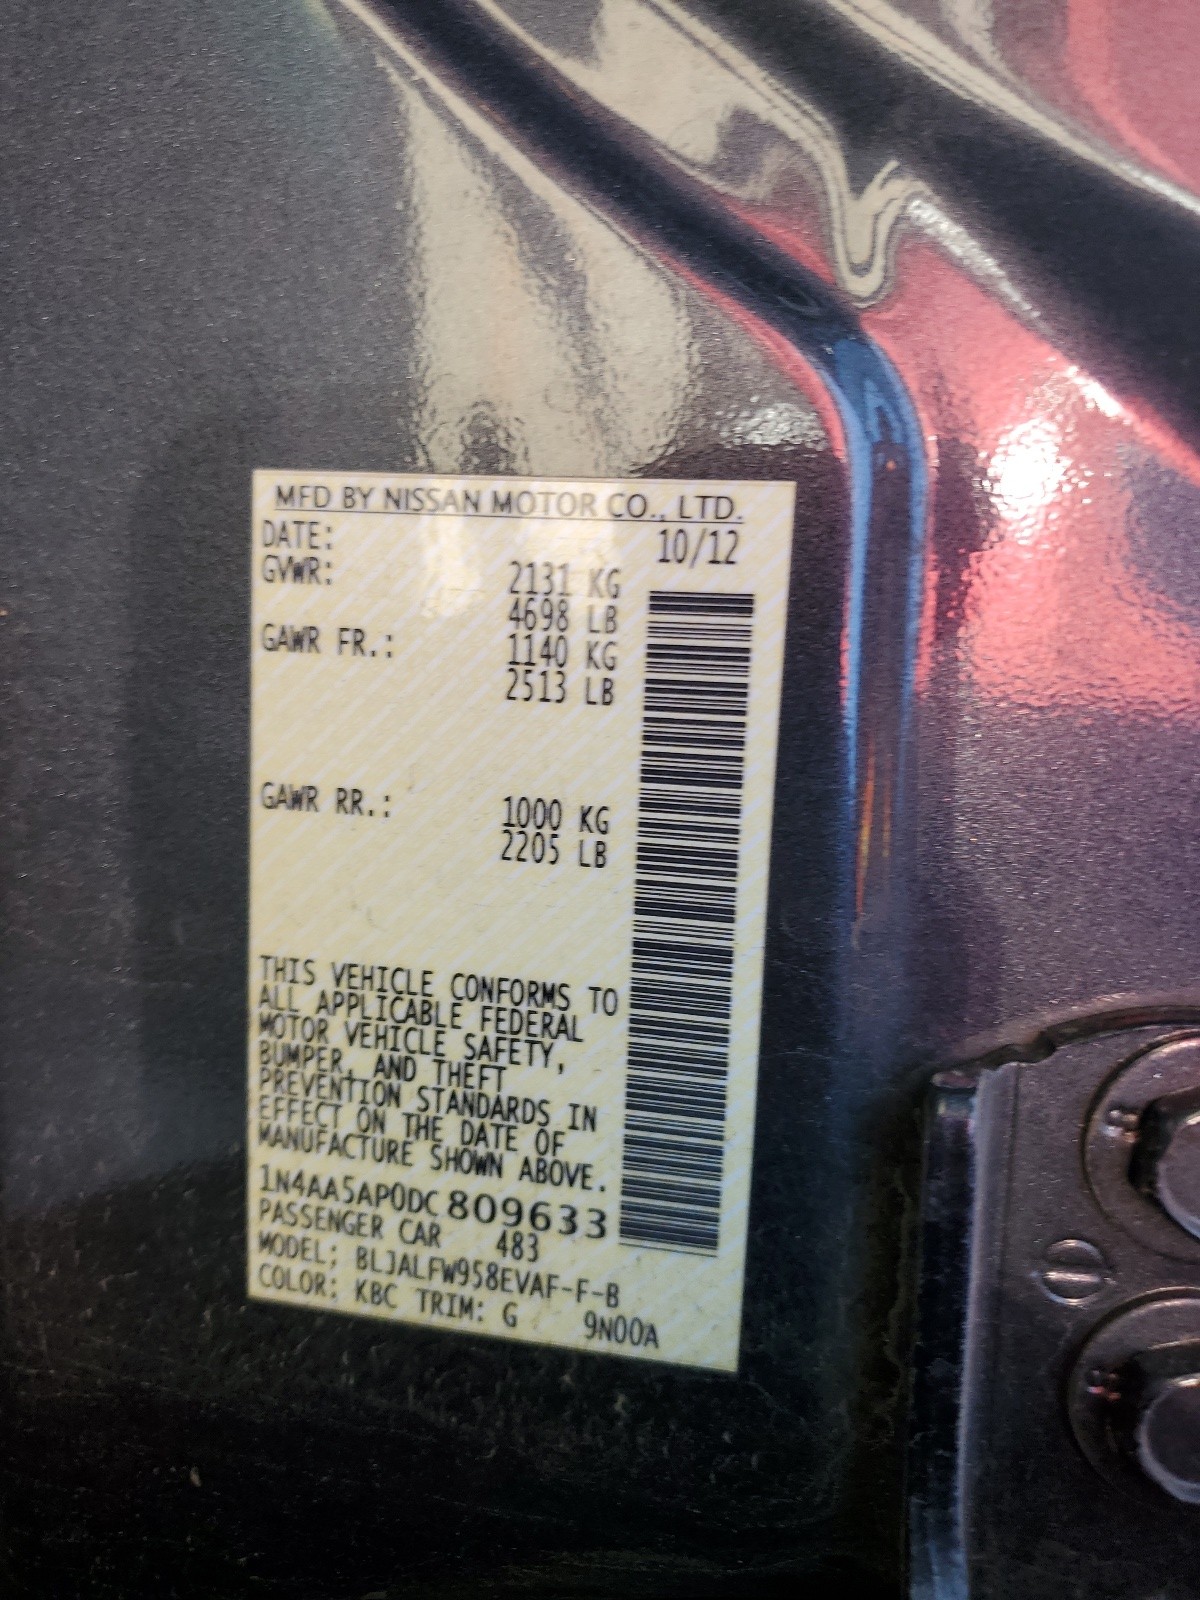 MFD BY NISSAN MOTOR CO., LTD.
DATE: 10/12
GVWR: 2131 KG
4698 LB
GAWR FR.: 1140 KG
2513 LB
GAWR RR.: 1000 KG
2205 LB
THIS VEHICLE CONFORMS TO
ALL APPLICABLE FEDERAL
MOTOR VEHICLE SAFETY,
BUMPER, AND THEFT
PREVENTION STANDARDS IN
EFFECT ON THE DATE OF
MANUFACTURE SHOWN ABOVE.
1N4AA5AP0DC809633
PASSENGER CAR 483
MODEL: BLJALFW958EVAF-F-B
COLOR: KBC TRIM: G 9N00A